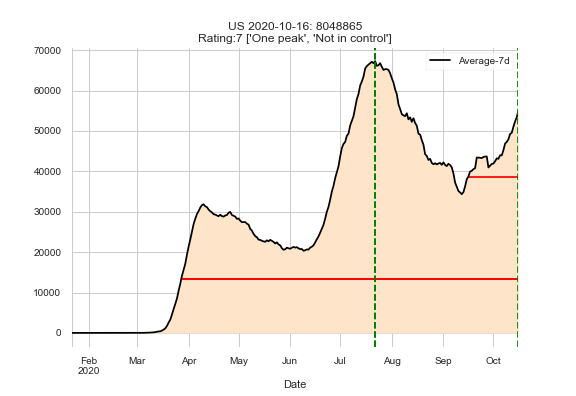 US 2020-10-16: 8048865
Rating:7 ['One peak', 'Not in control']
Average-7d
70000
60000
50000
40000
30000
20000
10000
0
Feb Mar Apr May Jun Jul Aug Sep Oct
2020
Date